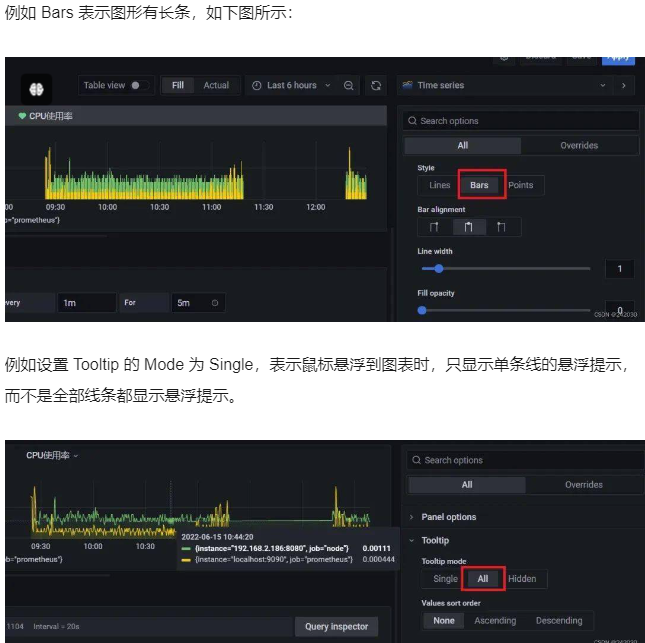 例如 Bars 表示图形有长条，如下图所示：
Table view Fill Actual Last 6 hours Time series
CPU使用率
Search options
All Overrides
Style
Lines Bars Points
Bar alignment
09:30 10:00 10:30 11:00 11:30 12:00
b="prometheus"}
Line width
1
very 1m For 5m
Fill opacity
0
CSDN @242030
例如设置 Tooltip 的 Mode 为 Single，表示鼠标悬浮到图表时，只显示单条线的悬浮提示，
而不是全部线条都显示悬浮提示。
CPU使用率
Search options
All Overrides
Panel options
Tooltip
09:30 10:00 10:30
2022-06-15 10:44:20
{instance="192.168.2.186:8080", job="node"} 0.00111
{instance="localhost:9090", job="prometheus"} 0.000444
b="prometheus"}
Tooltip mode
Single All Hidden
Values sort order
None Ascending Descending
1104 Interval = 20s Query inspector